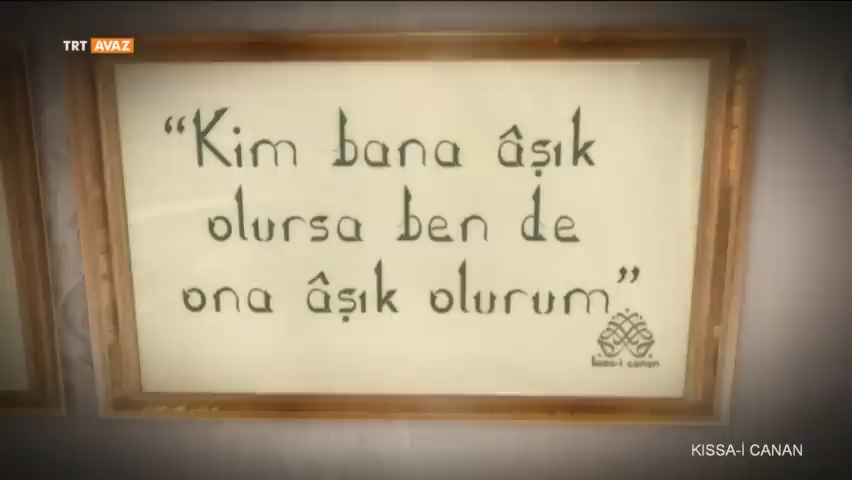 TRT AVAZ
“Kim bana âşık
olursa ben de
ona âşık olurum”
kıssa-i canan
KISSA-İ CANAN